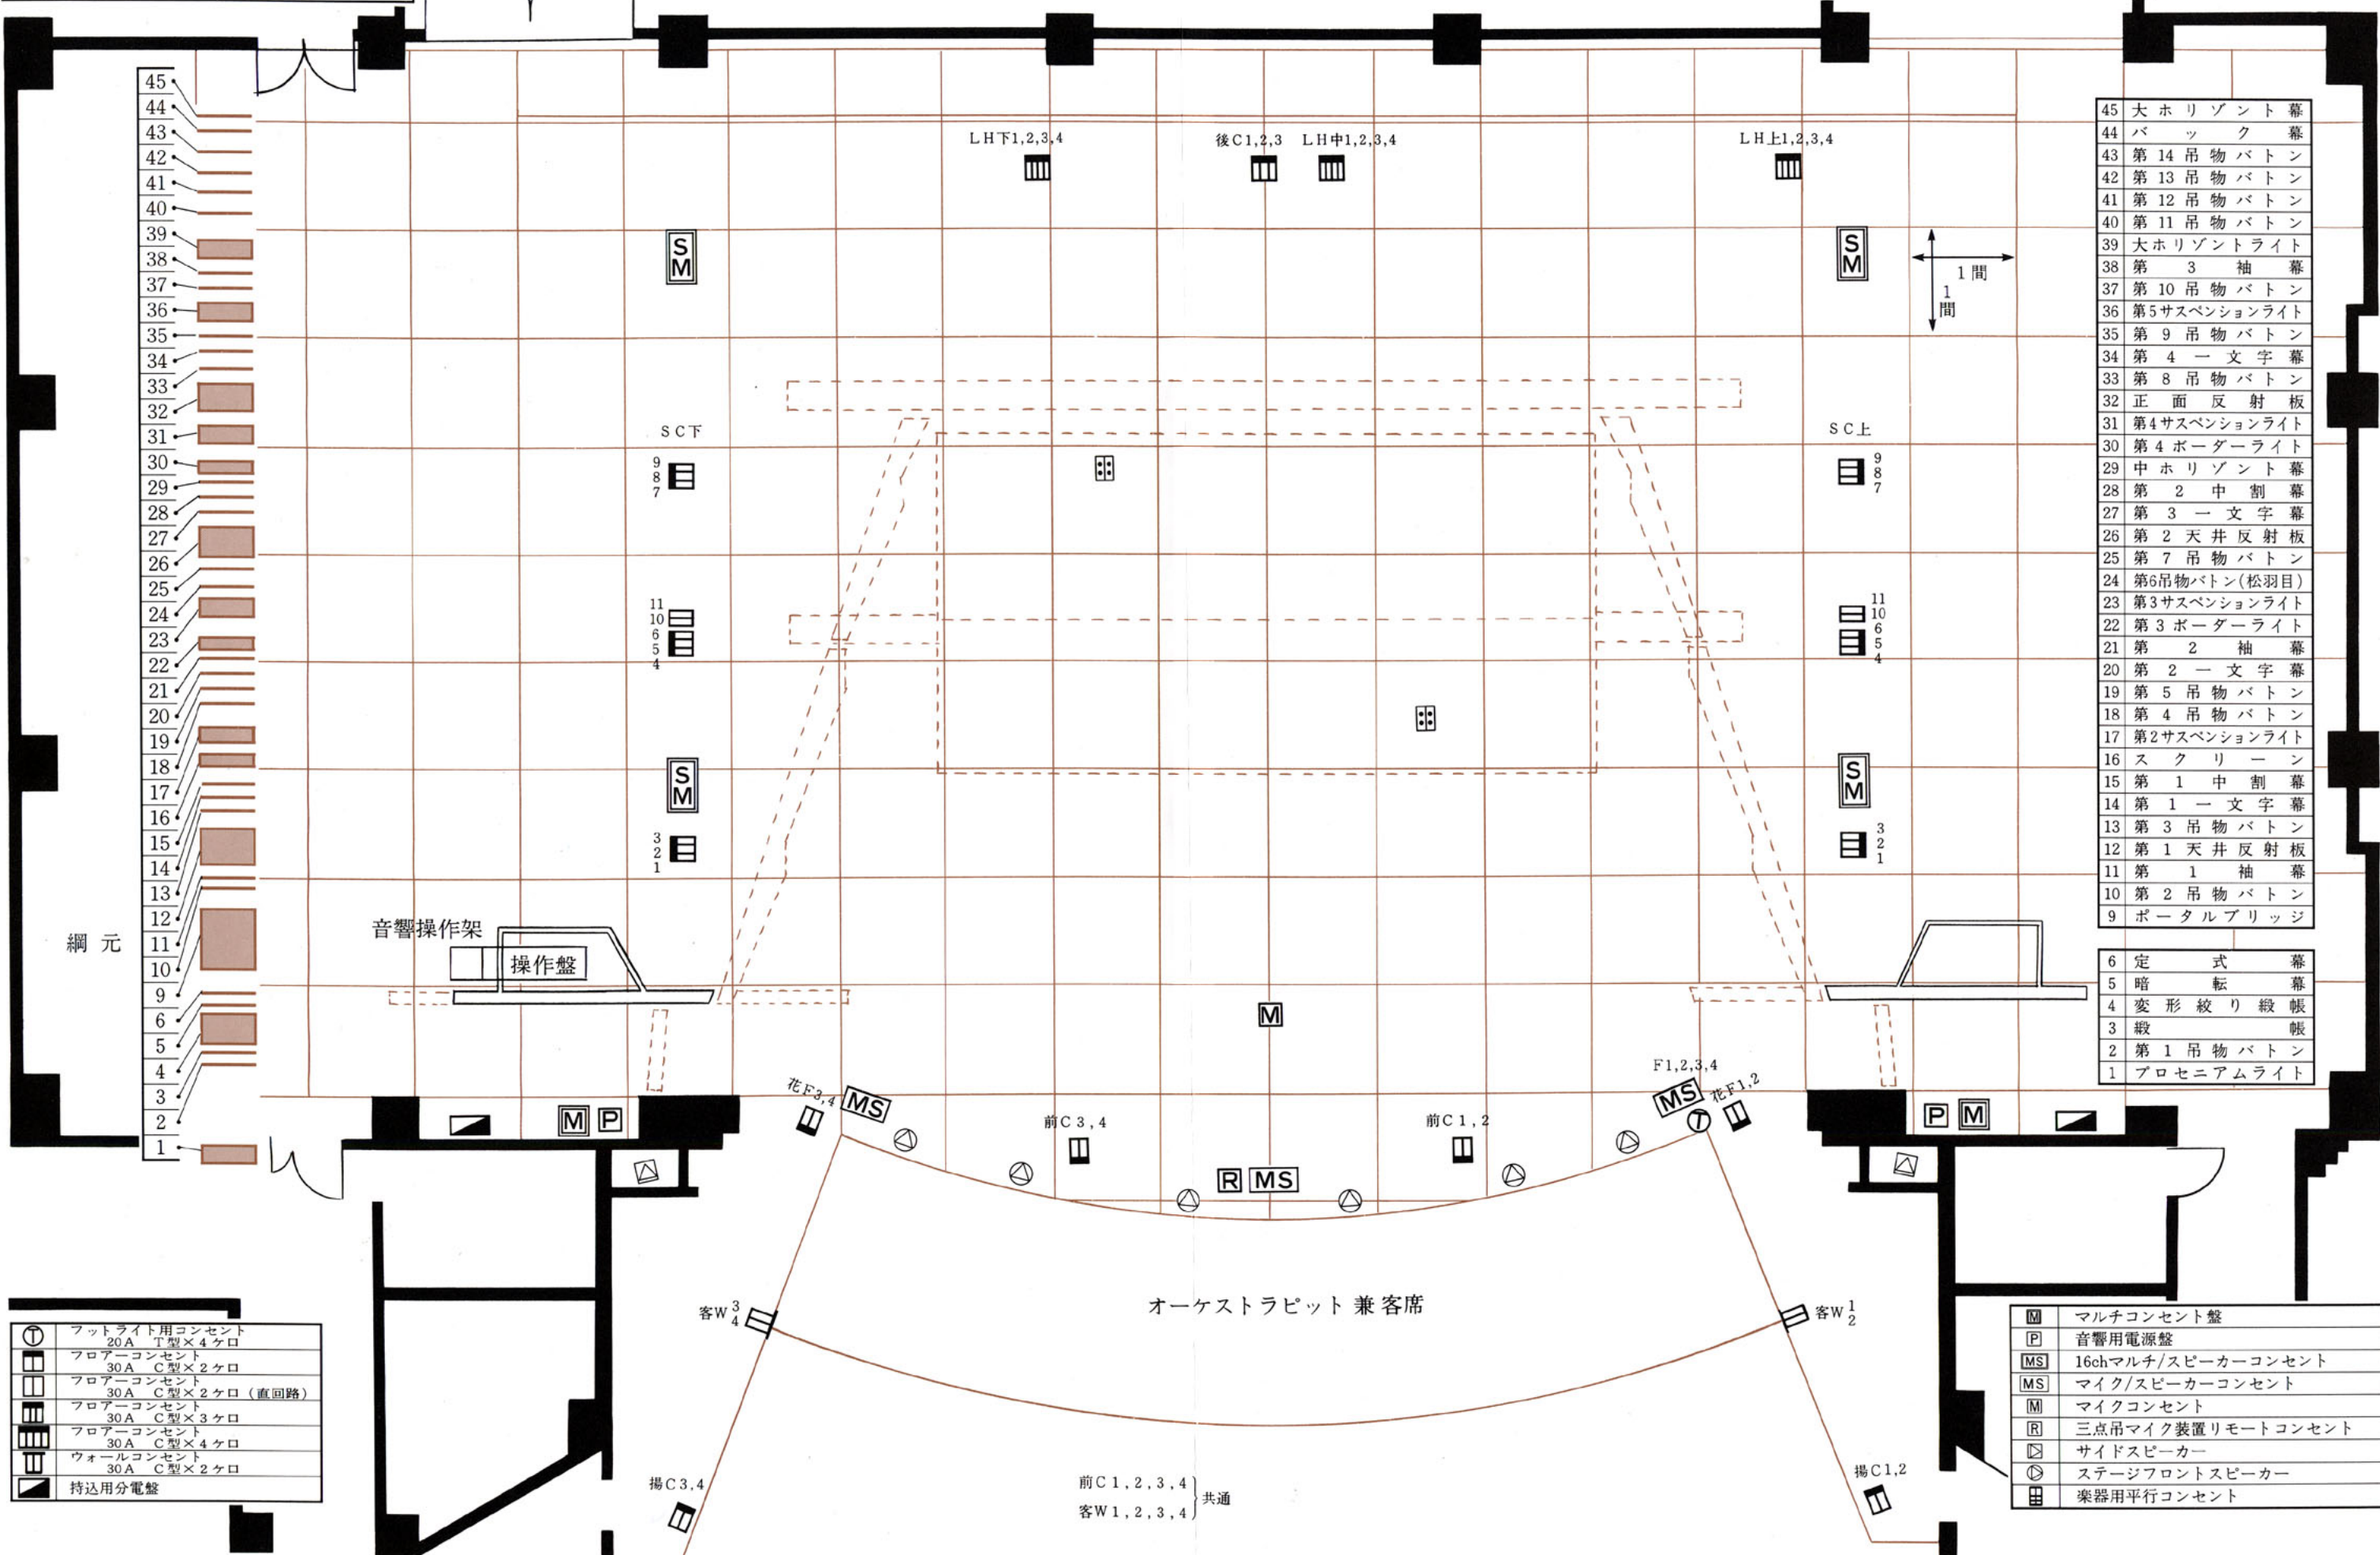 45
44
43
42
41
40
39
38
37
36
35
34
33
32
31
30
29
28
27
26
25
24
23
22
21
20
19
18
17
16
15
14
13
12
11
10
9
6
5
4
3
2
1
綱元
LH下1,2,3,4
後C1,2,3
LH中1,2,3,4
LH上1,2,3,4
SM
SM
1間
1間
SC下
9
8
7
SC上
9
8
7
11
10
6
5
4
11
10
6
5
4
SM
SM
3
2
1
3
2
1
音響操作架
操作盤
M
花F3,4
MS
F1,2,3,4
MS
花F1,2
T
M P
前C3,4
前C1,2
P M
R MS
オーケストラピット兼客席
客W3 4
客W1 2
揚C3,4
揚C1,2
前C1,2,3,4
客W1,2,3,4
共通
45 大ホリゾント幕
44 バック幕
43 第14吊物バトン
42 第13吊物バトン
41 第12吊物バトン
40 第11吊物バトン
39 大ホリゾントライト
38 第3袖幕
37 第10吊物バトン
36 第5サスペンションライト
35 第9吊物バトン
34 第4一文字幕
33 第8吊物バトン
32 正面反射板
31 第4サスペンションライト
30 第4ボーダーライト
29 中ホリゾント幕
28 第2中割幕
27 第3一文字幕
26 第2天井反射板
25 第7吊物バトン
24 第6吊物バトン(松羽目)
23 第3サスペンションライト
22 第3ボーダーライト
21 第2袖幕
20 第2一文字幕
19 第5吊物バトン
18 第4吊物バトン
17 第2サスペンションライト
16 スクリーン
15 第1中割幕
14 第1一文字幕
13 第3吊物バトン
12 第1天井反射板
11 第1袖幕
10 第2吊物バトン
9 ポータルブリッジ
6 定式幕
5 暗転幕
4 変形絞り緞帳
3 緞帳
2 第1吊物バトン
1 プロセニアムライト
T フットライト用コンセント
20A T型×4ケ口
フロアーコンセント
30A C型×2ケ口
フロアーコンセント
30A C型×2ケ口(直回路)
フロアーコンセント
30A C型×3ケ口
フロアーコンセント
30A C型×4ケ口
ウォールコンセント
30A C型×2ケ口
持込用分電盤
M マルチコンセント盤
P 音響用電源盤
MS 16chマルチ/スピーカーコンセント
MS マイク/スピーカーコンセント
M マイクコンセント
R 三点吊マイク装置リモートコンセント
サイドスピーカー
ステージフロントスピーカー
楽器用平行コンセント